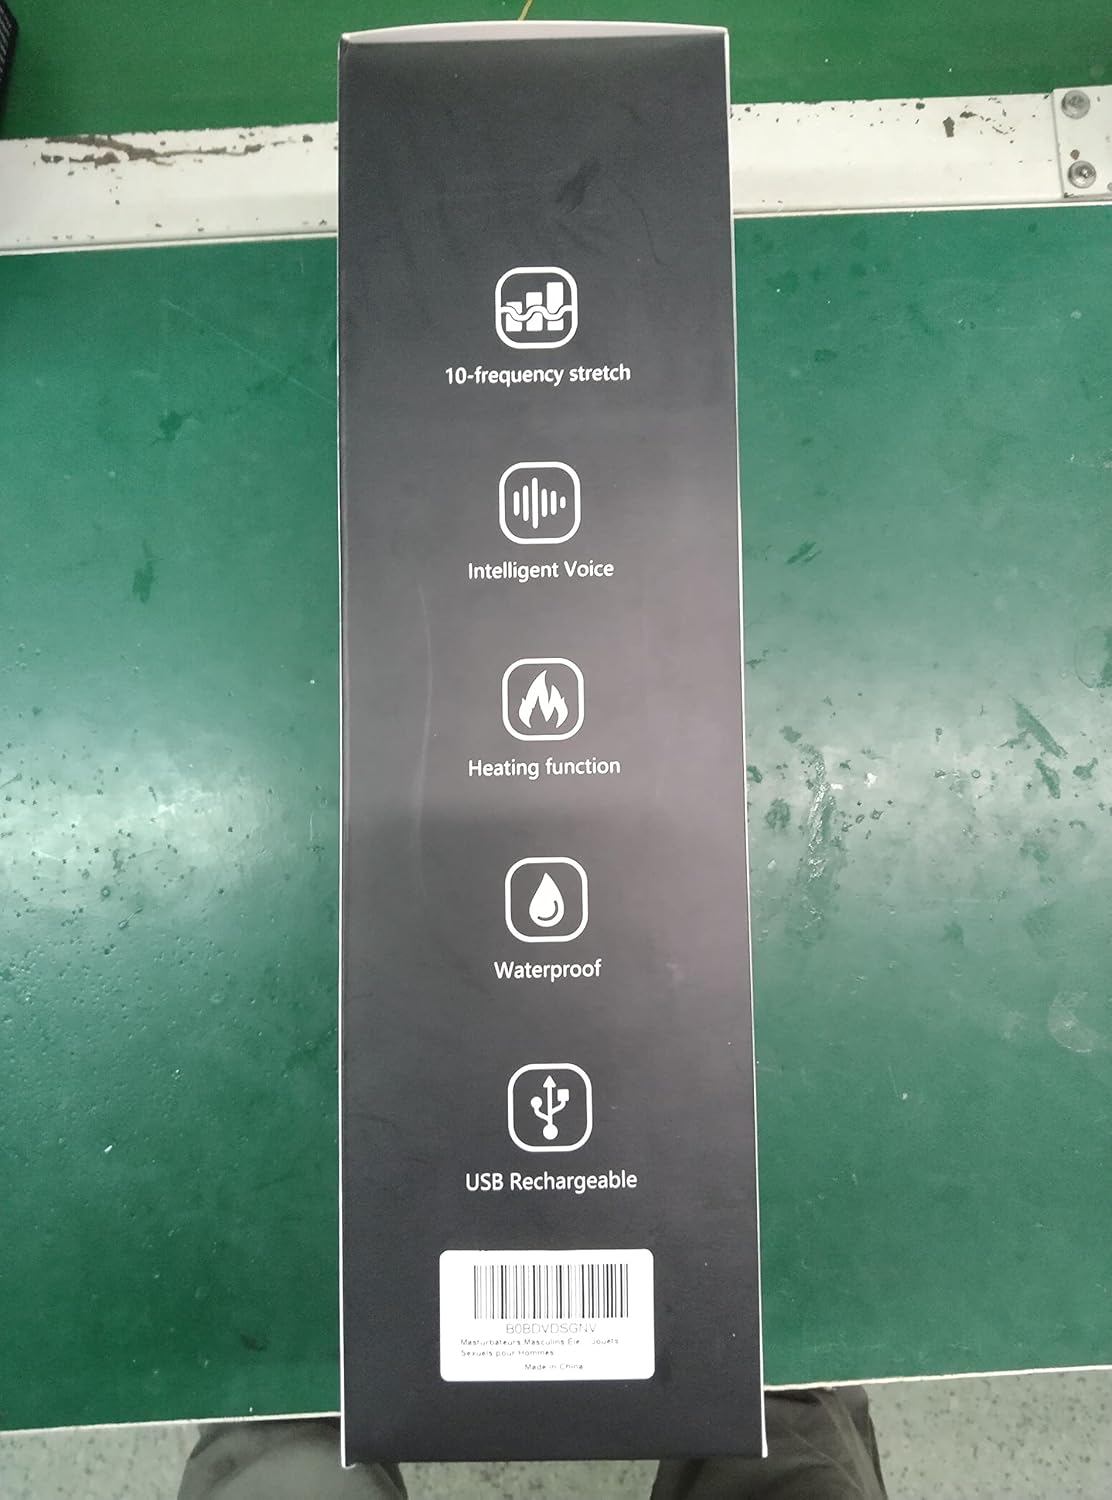 10-frequency stretch
Intelligent Voice
Heating function
Waterproof
USB Rechargeable
B0BDVDSGNV
Masturbateurs Masculins Éle... Jouets
Sexuels pour Hommes
Made in China